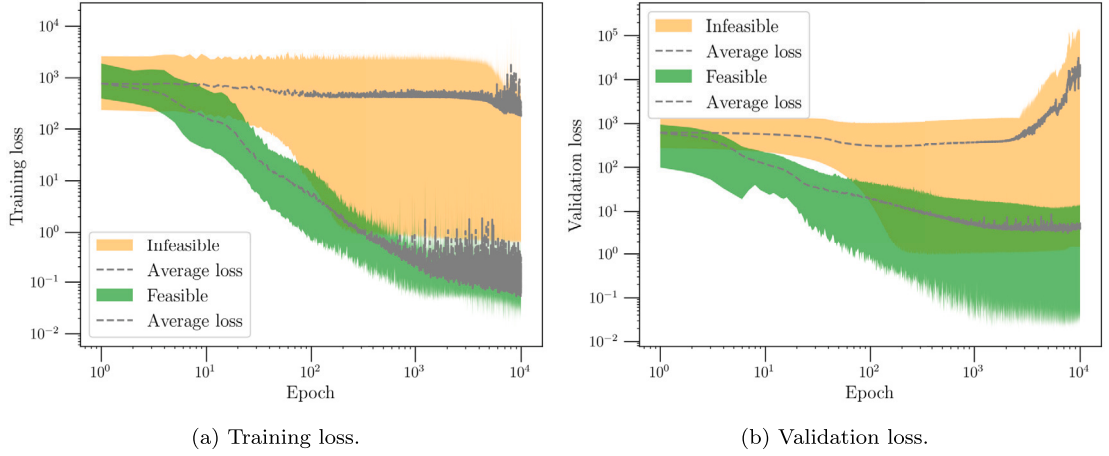 10^4
10^3
10^2
10^1
10^0
10^-1
10^-2
Training loss
Infeasible
Average loss
Feasible
Average loss
10^0
10^1
10^2
10^3
10^4
Epoch
(a) Training loss.
10^5
10^4
10^3
10^2
10^1
10^0
10^-1
10^-2
Validation loss
Infeasible
Average loss
Feasible
Average loss
10^0
10^1
10^2
10^3
10^4
Epoch
(b) Validation loss.